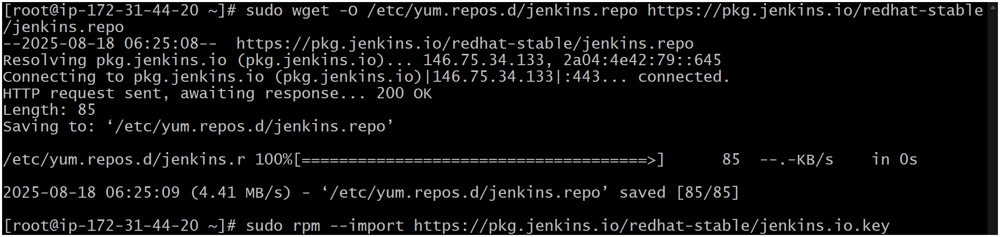 [root@ip-172-31-44-20 ~]# sudo wget -O /etc/yum.repos.d/jenkins.repo https://pkg.jenkins.io/redhat-stable
/jenkins.repo
--2025-08-18 06:25:08--  https://pkg.jenkins.io/redhat-stable/jenkins.repo
Resolving pkg.jenkins.io (pkg.jenkins.io)... 146.75.34.133, 2a04:4e42:79::645
Connecting to pkg.jenkins.io (pkg.jenkins.io)|146.75.34.133|:443... connected.
HTTP request sent, awaiting response... 200 OK
Length: 85
Saving to: ‘/etc/yum.repos.d/jenkins.repo’
/etc/yum.repos.d/jenkins.r 100%[=====================================>]      85  --.-KB/s    in 0s
2025-08-18 06:25:09 (4.41 MB/s) - ‘/etc/yum.repos.d/jenkins.repo’ saved [85/85]
[root@ip-172-31-44-20 ~]# sudo rpm --import https://pkg.jenkins.io/redhat-stable/jenkins.io.key